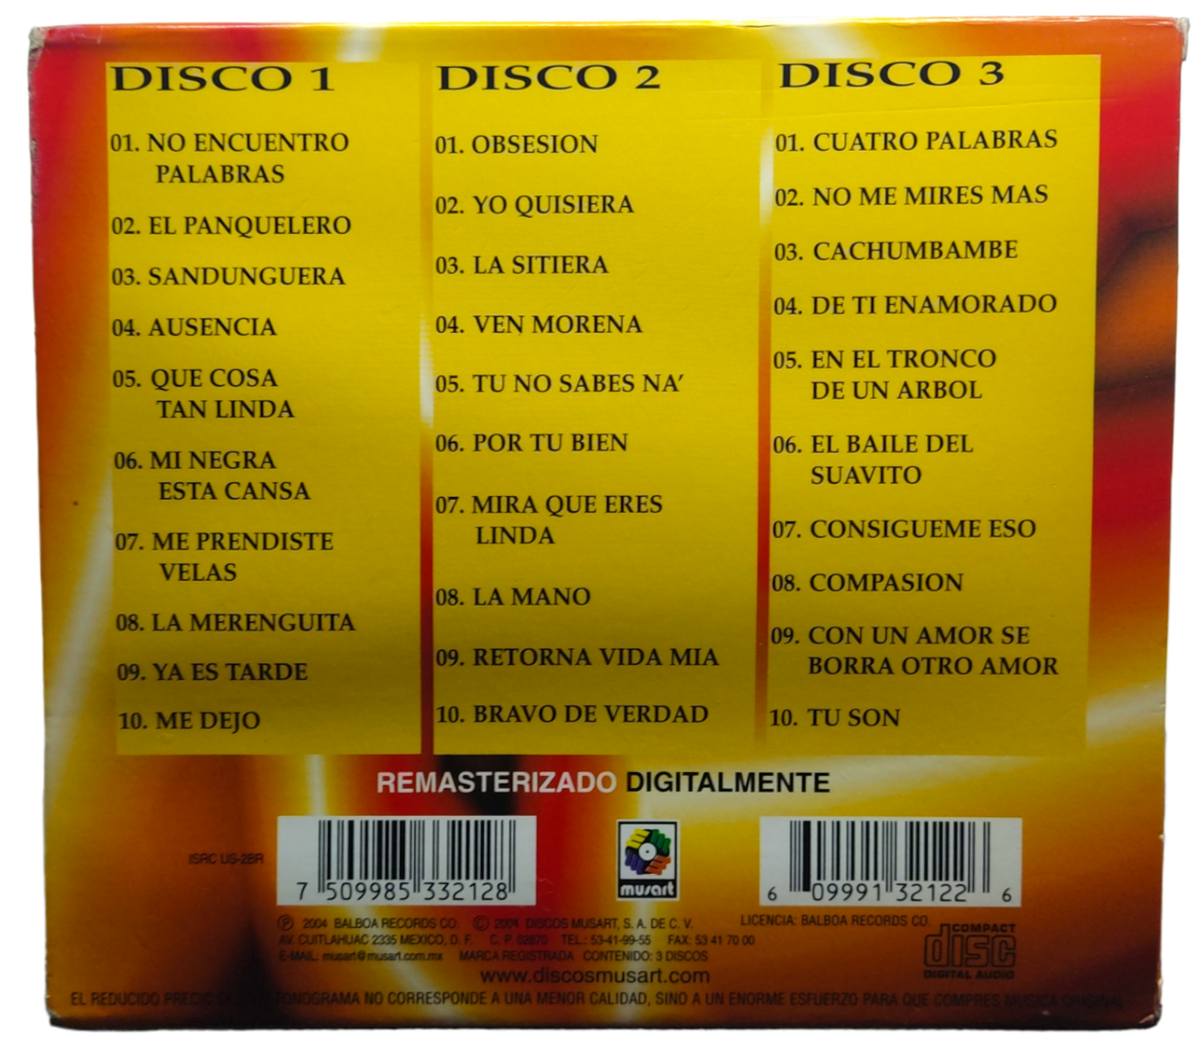 DISCO 1
01. NO ENCUENTRO
PALABRAS
02. EL PANQUELERO
03. SANDUNGUERA
04. AUSENCIA
05. QUE COSA
TAN LINDA
06. MI NEGRA
ESTA CANSA
07. ME PRENDISTE
VELAS
08. LA MERENGUITA
09. YA ES TARDE
10. ME DEJO
DISCO 2
01. OBSESION
02. YO QUISIERA
03. LA SITIERA
04. VEN MORENA
05. TU NO SABES NA'
06. POR TU BIEN
07. MIRA QUE ERES
LINDA
08. LA MANO
09. RETORNA VIDA MIA
10. BRAVO DE VERDAD
DISCO 3
01. CUATRO PALABRAS
02. NO ME MIRES MAS
03. CACHUMBAMBE
04. DE TI ENAMORADO
05. EN EL TRONCO
DE UN ARBOL
06. EL BAILE DEL
SUAVITO
07. CONSIGUEME ESO
08. COMPASION
09. CON UN AMOR SE
BORRA OTRO AMOR
10. TU SON
REMASTERIZADO DIGITALMENTE
ISRC US-2BR
7 509985 332128
musart
6 09991 32122 6
℗ 2004 BALBOA RECORDS CO. © 2004 DISCOS MUSART, S. A. DE C. V.
LICENCIA: BALBOA RECORDS CO.
AV. CUITLAHUAC 2335 MEXICO, D. F. C. P. 02870 TEL.: 53-41-99-55 FAX: 53 41 70 00
E-MAIL: musart@musart.com.mx MARCA REGISTRADA CONTENIDO: 3 DISCOS
www.discosmusart.com
COMPACT
disc
DIGITAL AUDIO
EL REDUCIDO PRECIO FONOGRAMA NO CORRESPONDE A UNA MENOR CALIDAD, SINO A UN ENORME ESFUERZO PARA QUE COMPRES MUSICA ORIGINAL